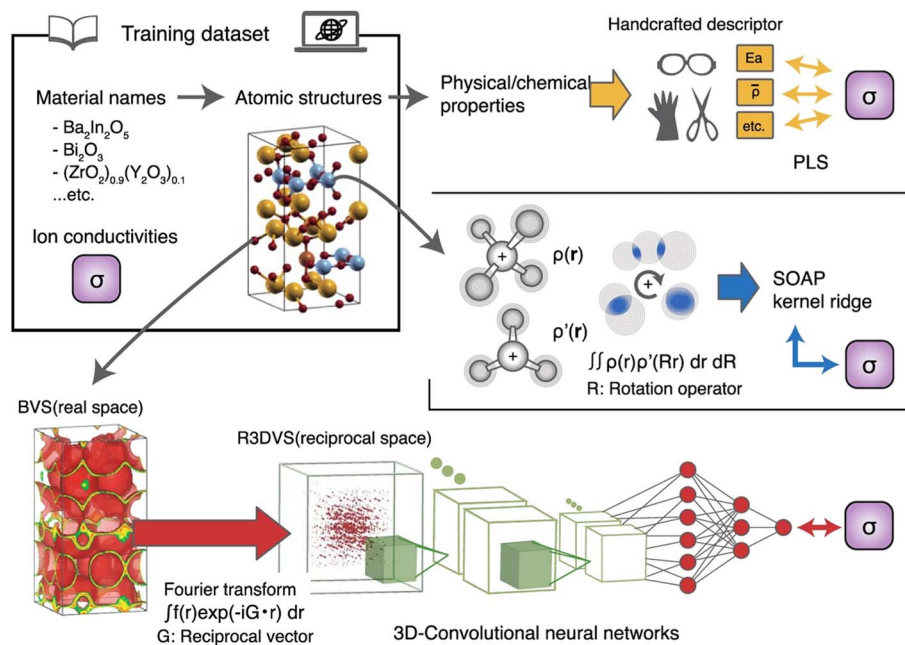 Training dataset
Material names
Atomic structures
- Ba2In2O5
- Bi2O3
- (ZrO2)0.9(Y2O3)0.1
...etc.
Ion conductivities
σ
Physical/chemical
properties
Handcrafted descriptor
Ea
ρ̄
etc.
σ
PLS
ρ(r)
ρ’(r)
+
+
+
∫∫ρ(r)ρ’(Rr) dr dR
R: Rotation operator
SOAP
kernel ridge
σ
BVS(real space)
R3DVS(reciprocal space)
Fourier transform
∫f(r)exp(-iG•r) dr
G: Reciprocal vector
3D-Convolutional neural networks
σ